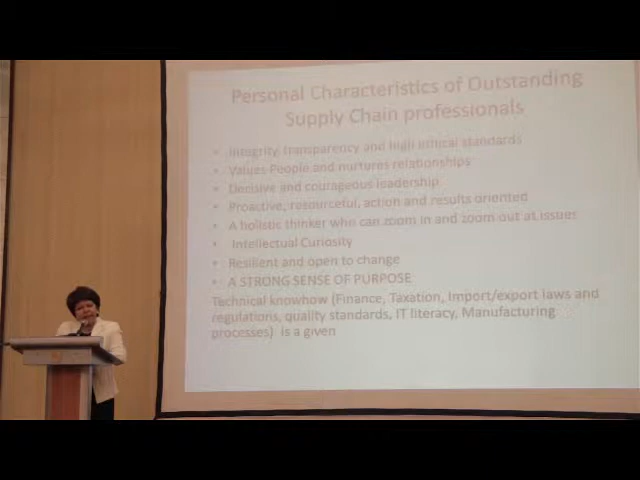 Personal Characteristics of Outstanding
Supply Chain professionals
• Integrity, transparency and high ethical standards
• Values People and nurtures relationships
• Decisive and courageous leadership
• Proactive, resourceful, action and results oriented
• A holistic thinker who can zoom in and zoom out at issues
• Intellectual Curiosity
• Resilient and open to change
• A STRONG SENSE OF PURPOSE
Technical knowhow (Finance, Taxation, Import/export laws and
regulations, quality standards, IT literacy, Manufacturing
processes) is a given